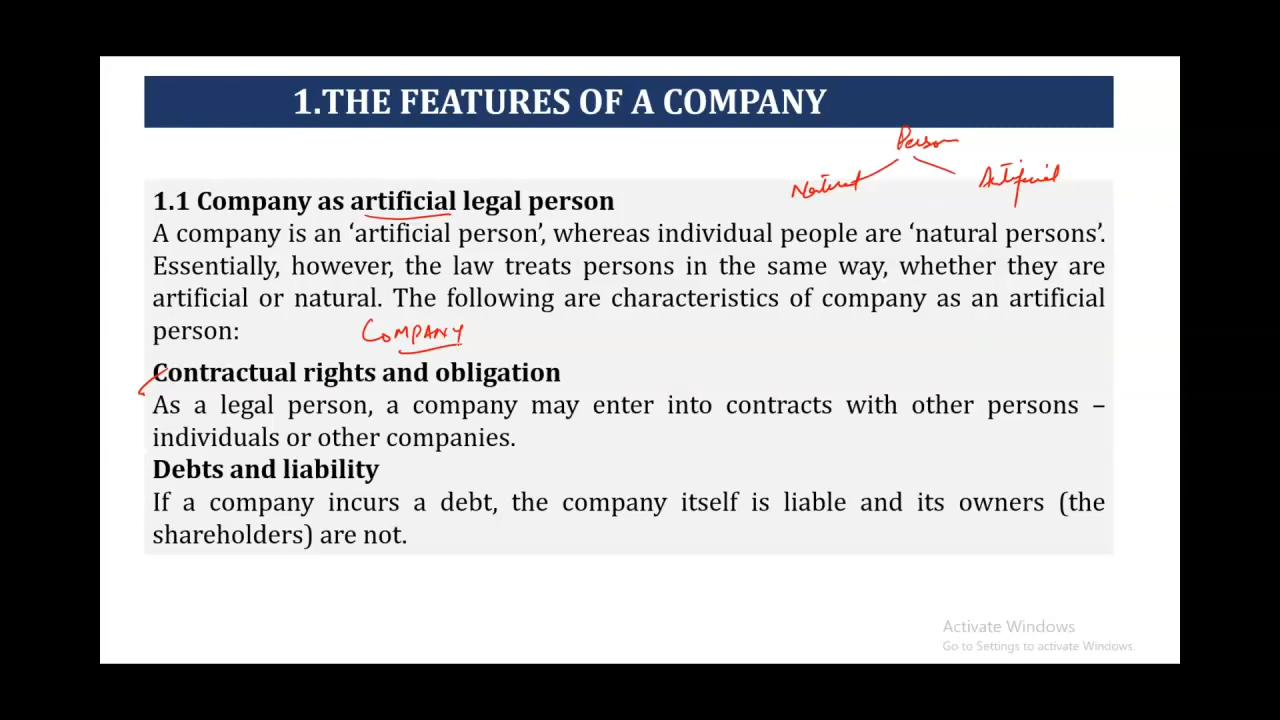 1.THE FEATURES OF A COMPANY
Person
Natural Artificial
1.1 Company as artificial legal person
A company is an ‘artificial person’, whereas individual people are ‘natural persons’.
Essentially, however, the law treats persons in the same way, whether they are
artificial or natural. The following are characteristics of company as an artificial
person:
COMPANY
Contractual rights and obligation
As a legal person, a company may enter into contracts with other persons –
individuals or other companies.
Debts and liability
If a company incurs a debt, the company itself is liable and its owners (the
shareholders) are not.
Activate Windows
Go to Settings to activate Windows.